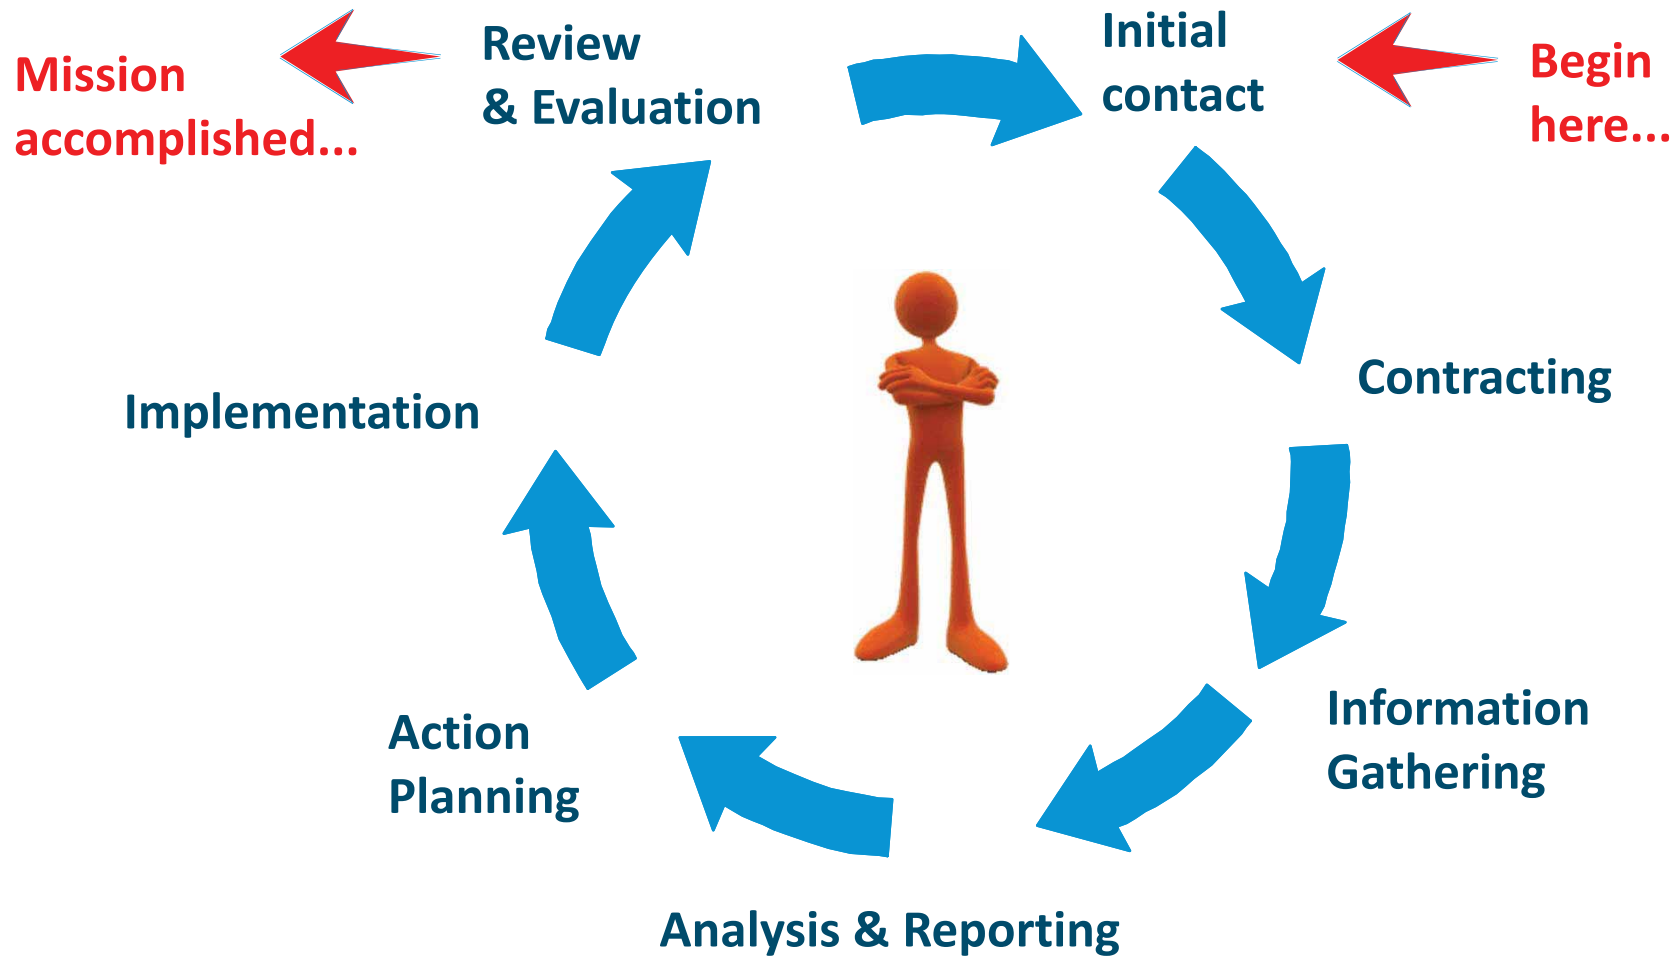 Mission
accomplished...
Review
& Evaluation
Initial
contact
Begin
here...
Contracting
Information
Gathering
Analysis & Reporting
Action
Planning
Implementation